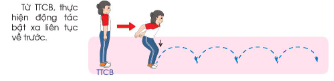 Từ TTCB, thực
hiện động tác
bật xa liên tục
về trước.
TTCB